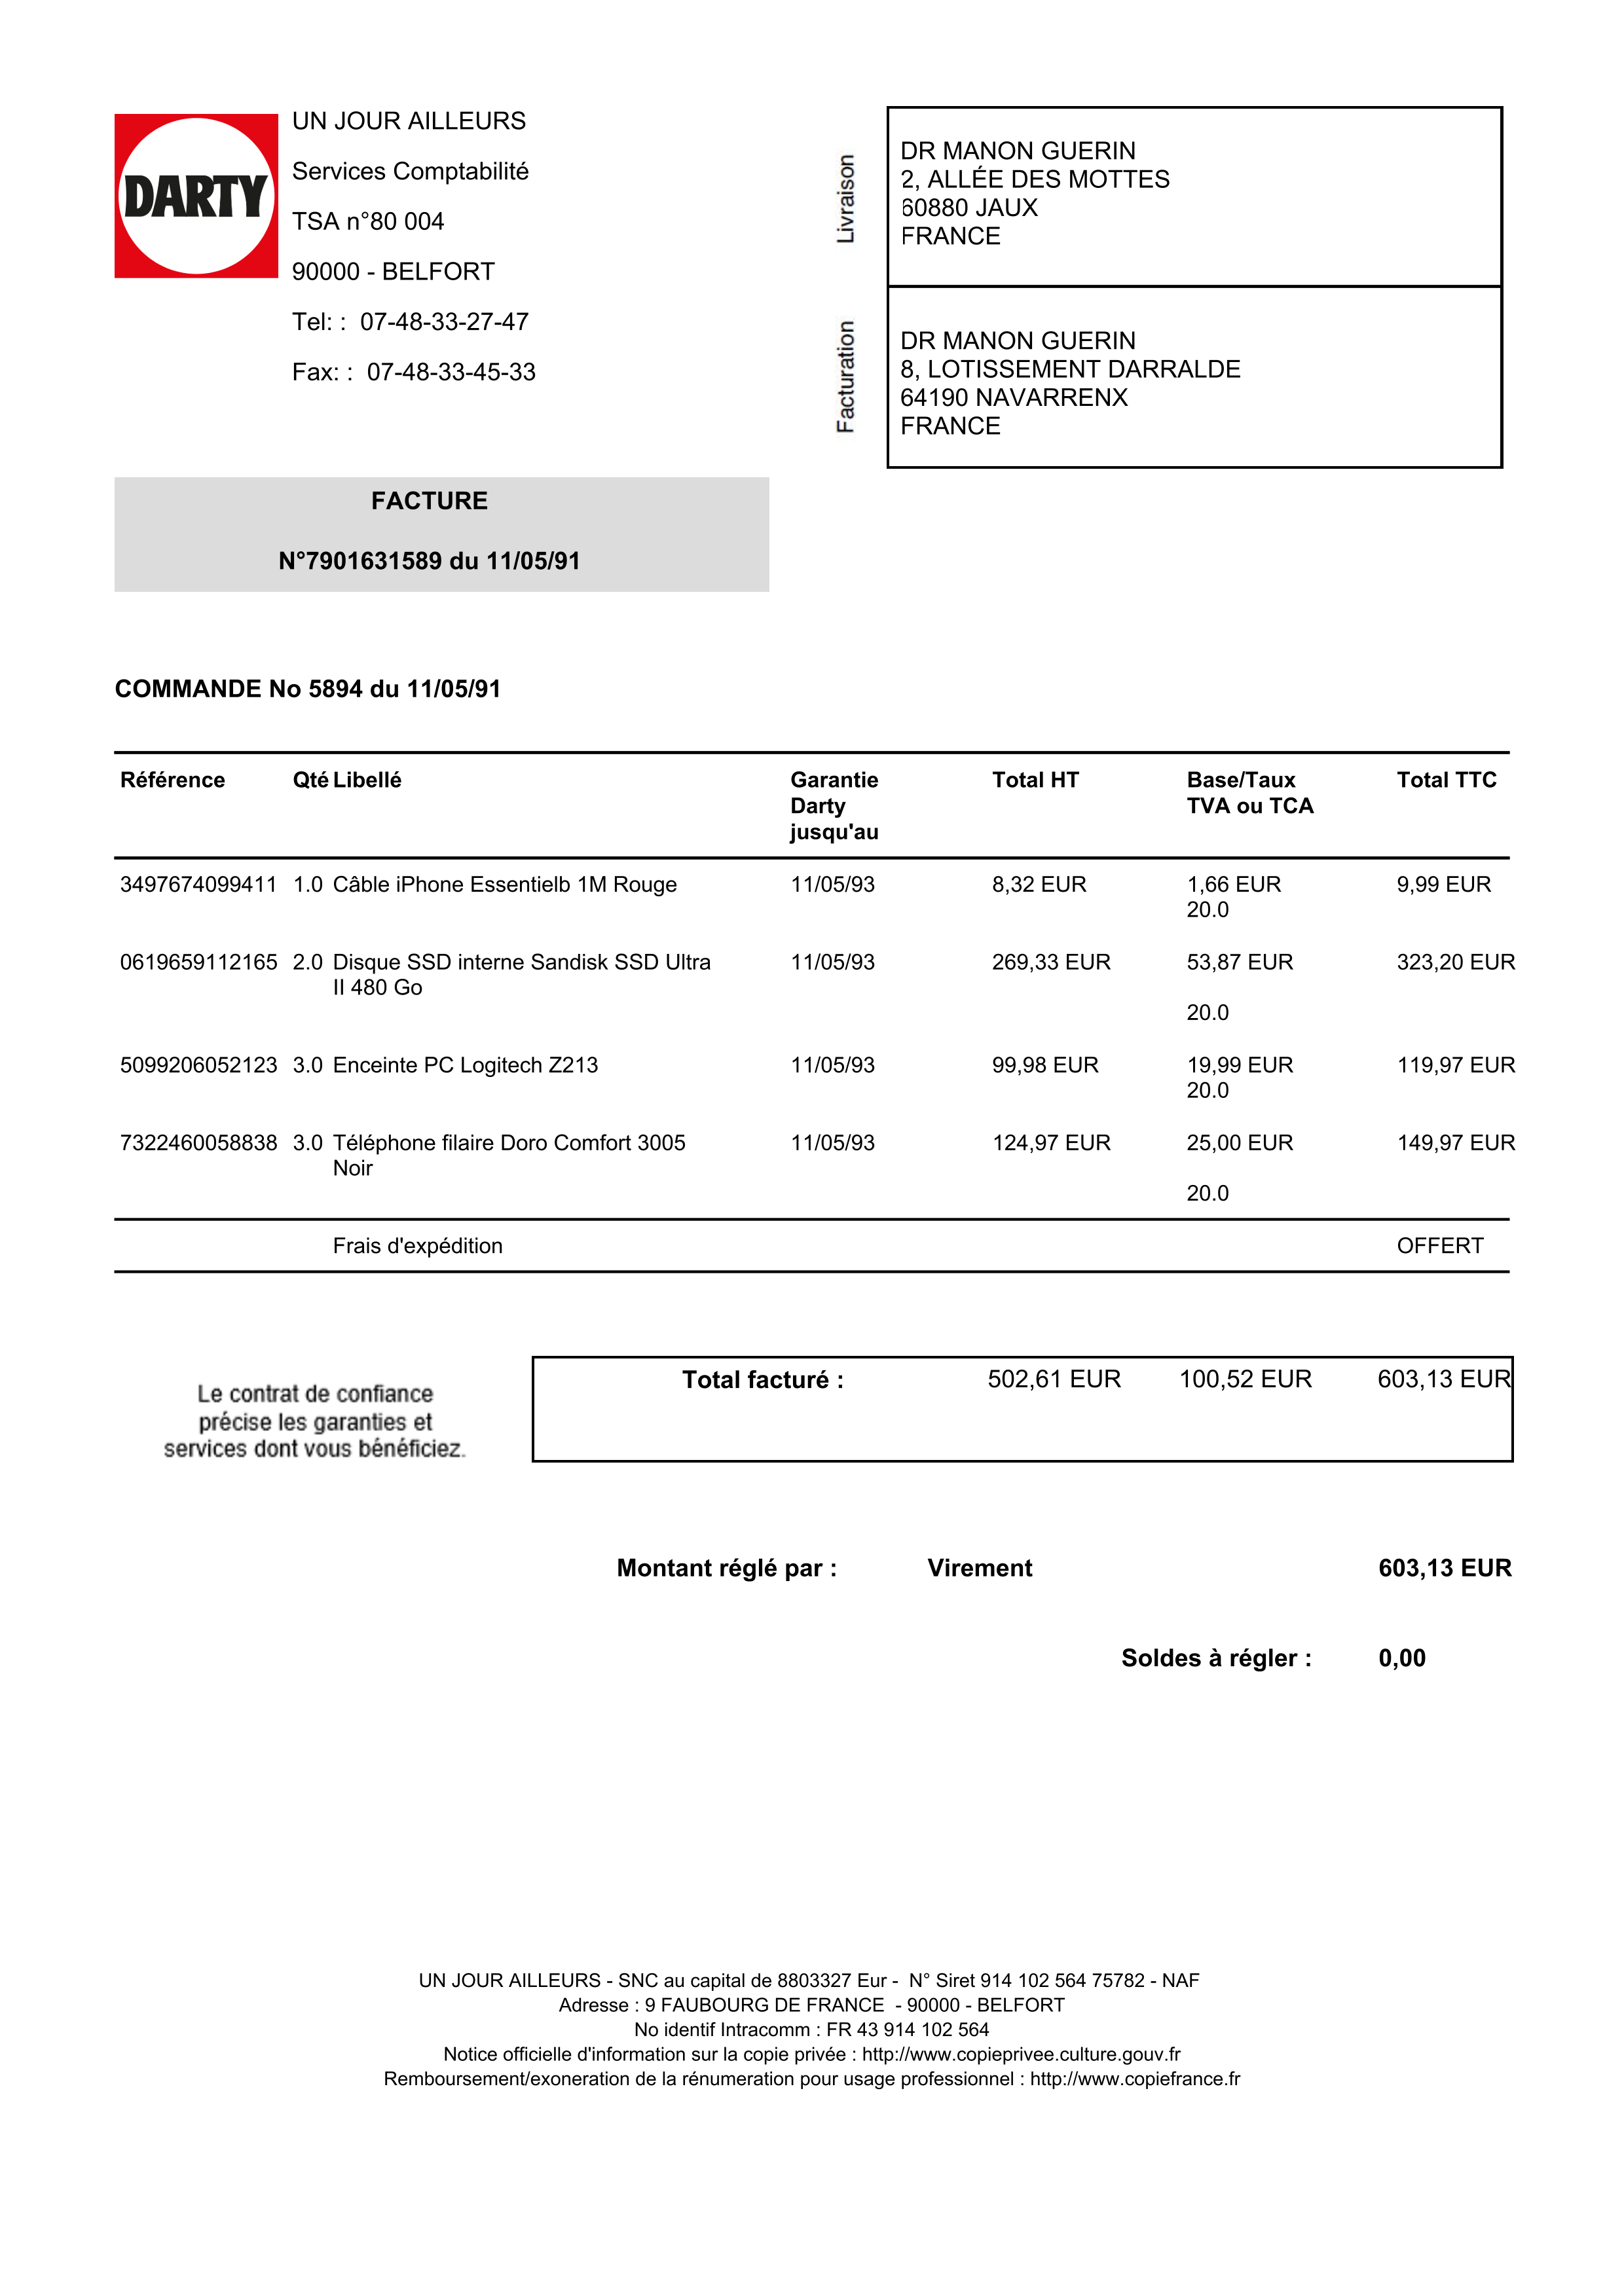 DARTY
UN JOUR AILLEURS
Services Comptabilité
TSA n°80 004
90000 - BELFORT
Tel: :  07-48-33-27-47
Fax: :  07-48-33-45-33
Livraison
DR MANON GUERIN
2, ALLÉE DES MOTTES
60880 JAUX
FRANCE
Facturation
DR MANON GUERIN
8, LOTISSEMENT DARRALDE
64190 NAVARRENX
FRANCE
FACTURE
N°7901631589 du 11/05/91
COMMANDE No 5894 du 11/05/91
Référence Qté Libellé Garantie Total HT Base/Taux Total TTC
Darty TVA ou TCA
jusqu'au
3497674099411 1.0 Câble iPhone Essentielb 1M Rouge 11/05/93 8,32 EUR 1,66 EUR 9,99 EUR
20.0
0619659112165 2.0 Disque SSD interne Sandisk SSD Ultra 11/05/93 269,33 EUR 53,87 EUR 323,20 EUR
II 480 Go
20.0
5099206052123 3.0 Enceinte PC Logitech Z213 11/05/93 99,98 EUR 19,99 EUR 119,97 EUR
20.0
7322460058838 3.0 Téléphone filaire Doro Comfort 3005 11/05/93 124,97 EUR 25,00 EUR 149,97 EUR
Noir
20.0
Frais d'expédition OFFERT
Le contrat de confiance
précise les garanties et
services dont vous bénéficiez.
Total facturé : 502,61 EUR 100,52 EUR 603,13 EUR
Montant réglé par : Virement 603,13 EUR
Soldes à régler : 0,00
UN JOUR AILLEURS - SNC au capital de 8803327 Eur -  N° Siret 914 102 564 75782 - NAF
Adresse : 9 FAUBOURG DE FRANCE  - 90000 - BELFORT
No identif Intracomm : FR 43 914 102 564
Notice officielle d'information sur la copie privée : http://www.copieprivee.culture.gouv.fr
Remboursement/exoneration de la rénumeration pour usage professionnel : http://www.copiefrance.fr